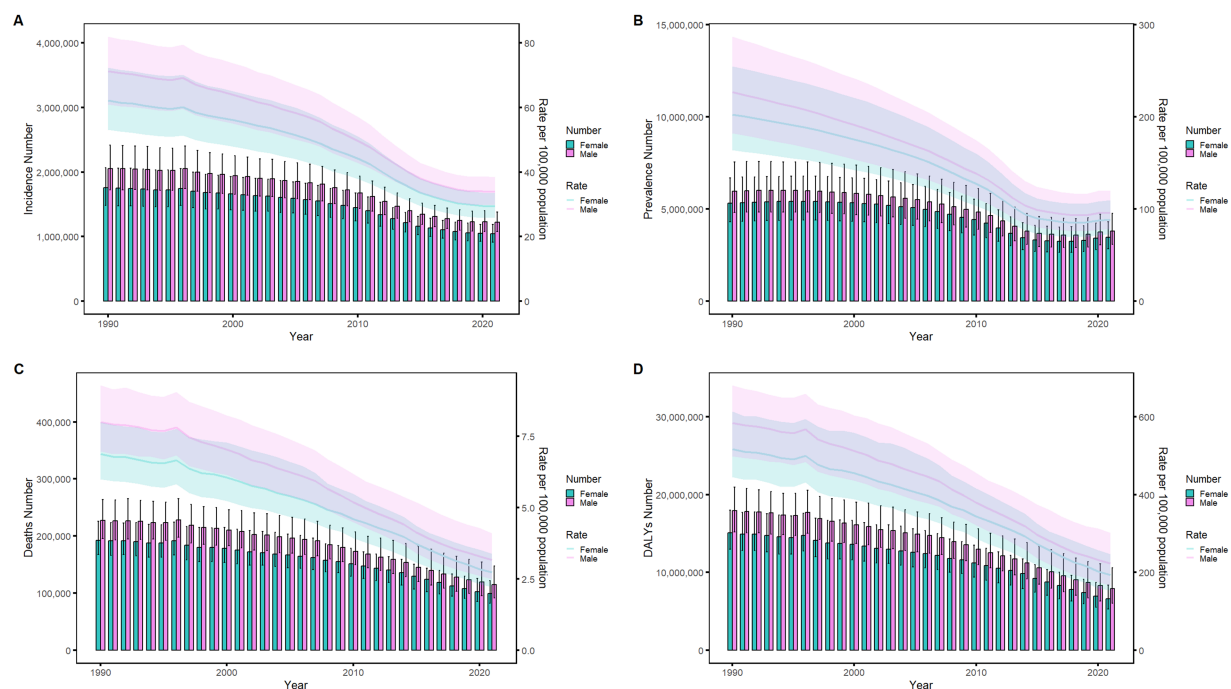 A
4,000,000
3,000,000
2,000,000
1,000,000
0
Incidence Number
80
60
40
20
0
Rate per 100,000 population
1990
2000
2010
2020
Year
Number
Female
Male
Rate
Female
Male
B
15,000,000
10,000,000
5,000,000
0
Prevalence Number
300
200
100
0
Rate per 100,000 population
1990
2000
2010
2020
Year
Number
Female
Male
Rate
Female
Male
C
400,000
300,000
200,000
100,000
0
Deaths Number
7.5
5.0
2.5
0.0
Rate per 100,000 population
1990
2000
2010
2020
Year
Number
Female
Male
Rate
Female
Male
D
30,000,000
20,000,000
10,000,000
0
DALYs Number
600
400
200
0
Rate per 100,000 population
1990
2000
2010
2020
Year
Number
Female
Male
Rate
Female
Male